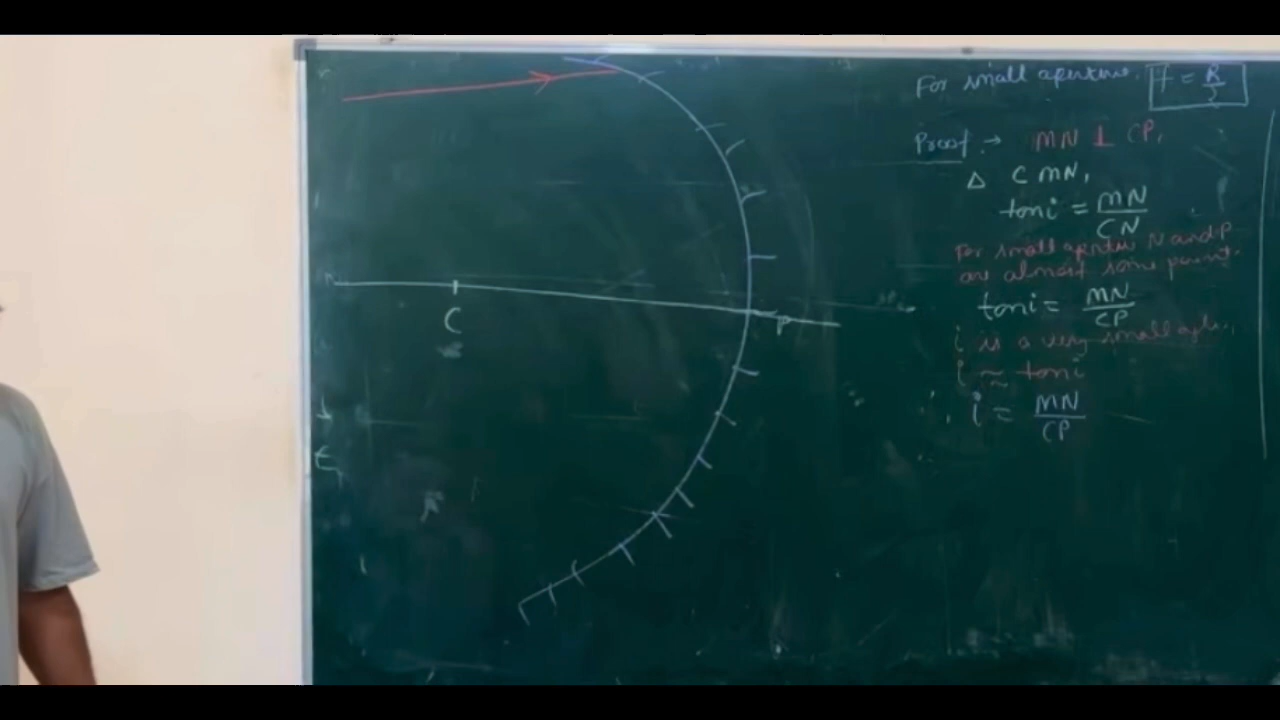 For small aperture. f = R/2
Proof → MN ⊥ CP,
Δ CMN,
tan i = MN/CN
For small aperture N and P
are almost same point.
tan i = MN/CP
i is a very small
i ≈ tan i
∴ i = MN/CP
C
P